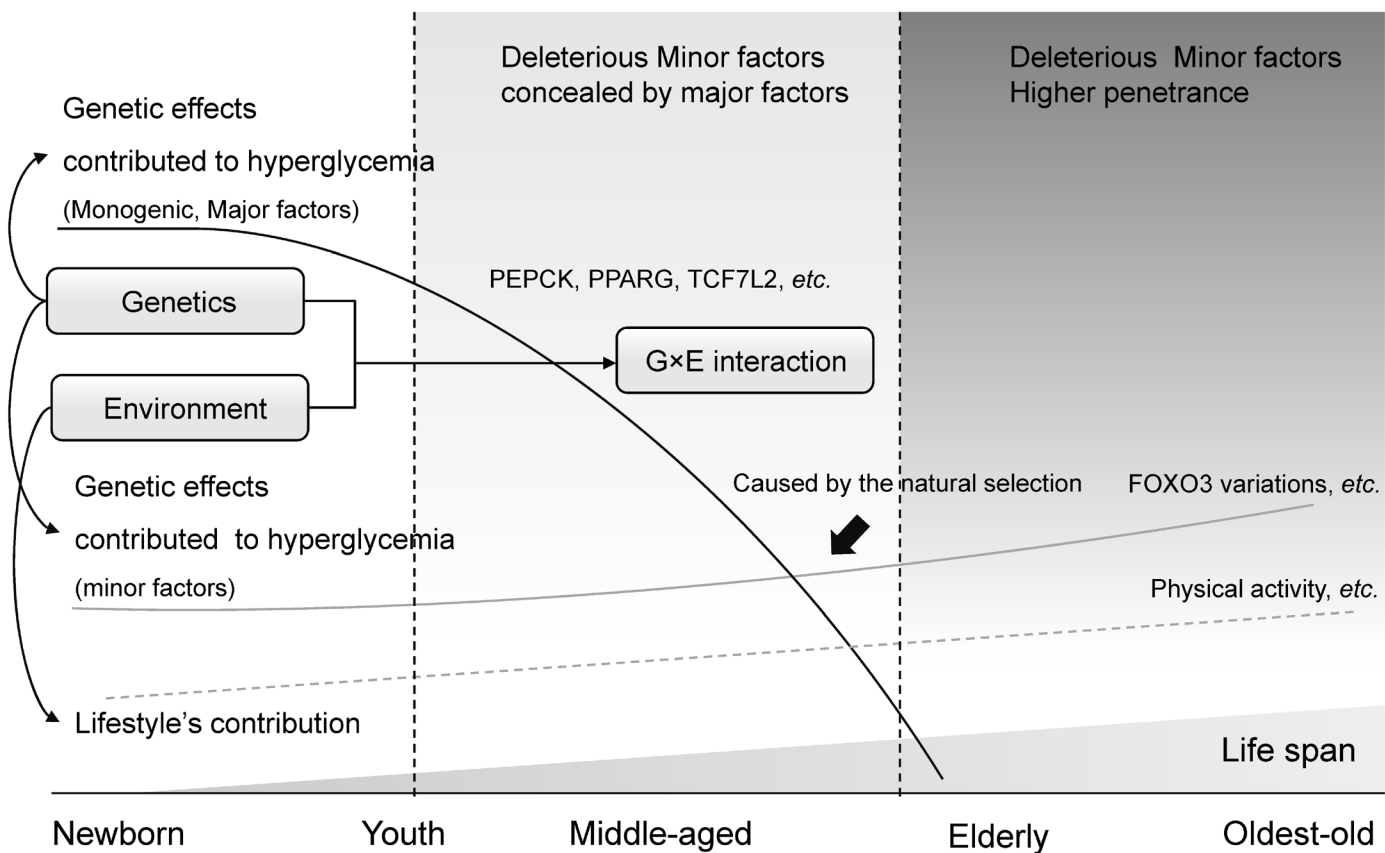 Deleterious Minor factors
concealed by major factors
Deleterious Minor factors
Higher penetrance
Genetic effects
contributed to hyperglycemia
(Monogenic, Major factors)
PEPCK, PPARG, TCF7L2, etc.
Genetics
G×E interaction
Environment
Caused by the natural selection
FOXO3 variations, etc.
Genetic effects
contributed to hyperglycemia
(minor factors)
Physical activity, etc.
Lifestyle’s contribution
Life span
Newborn
Youth
Middle-aged
Elderly
Oldest-old